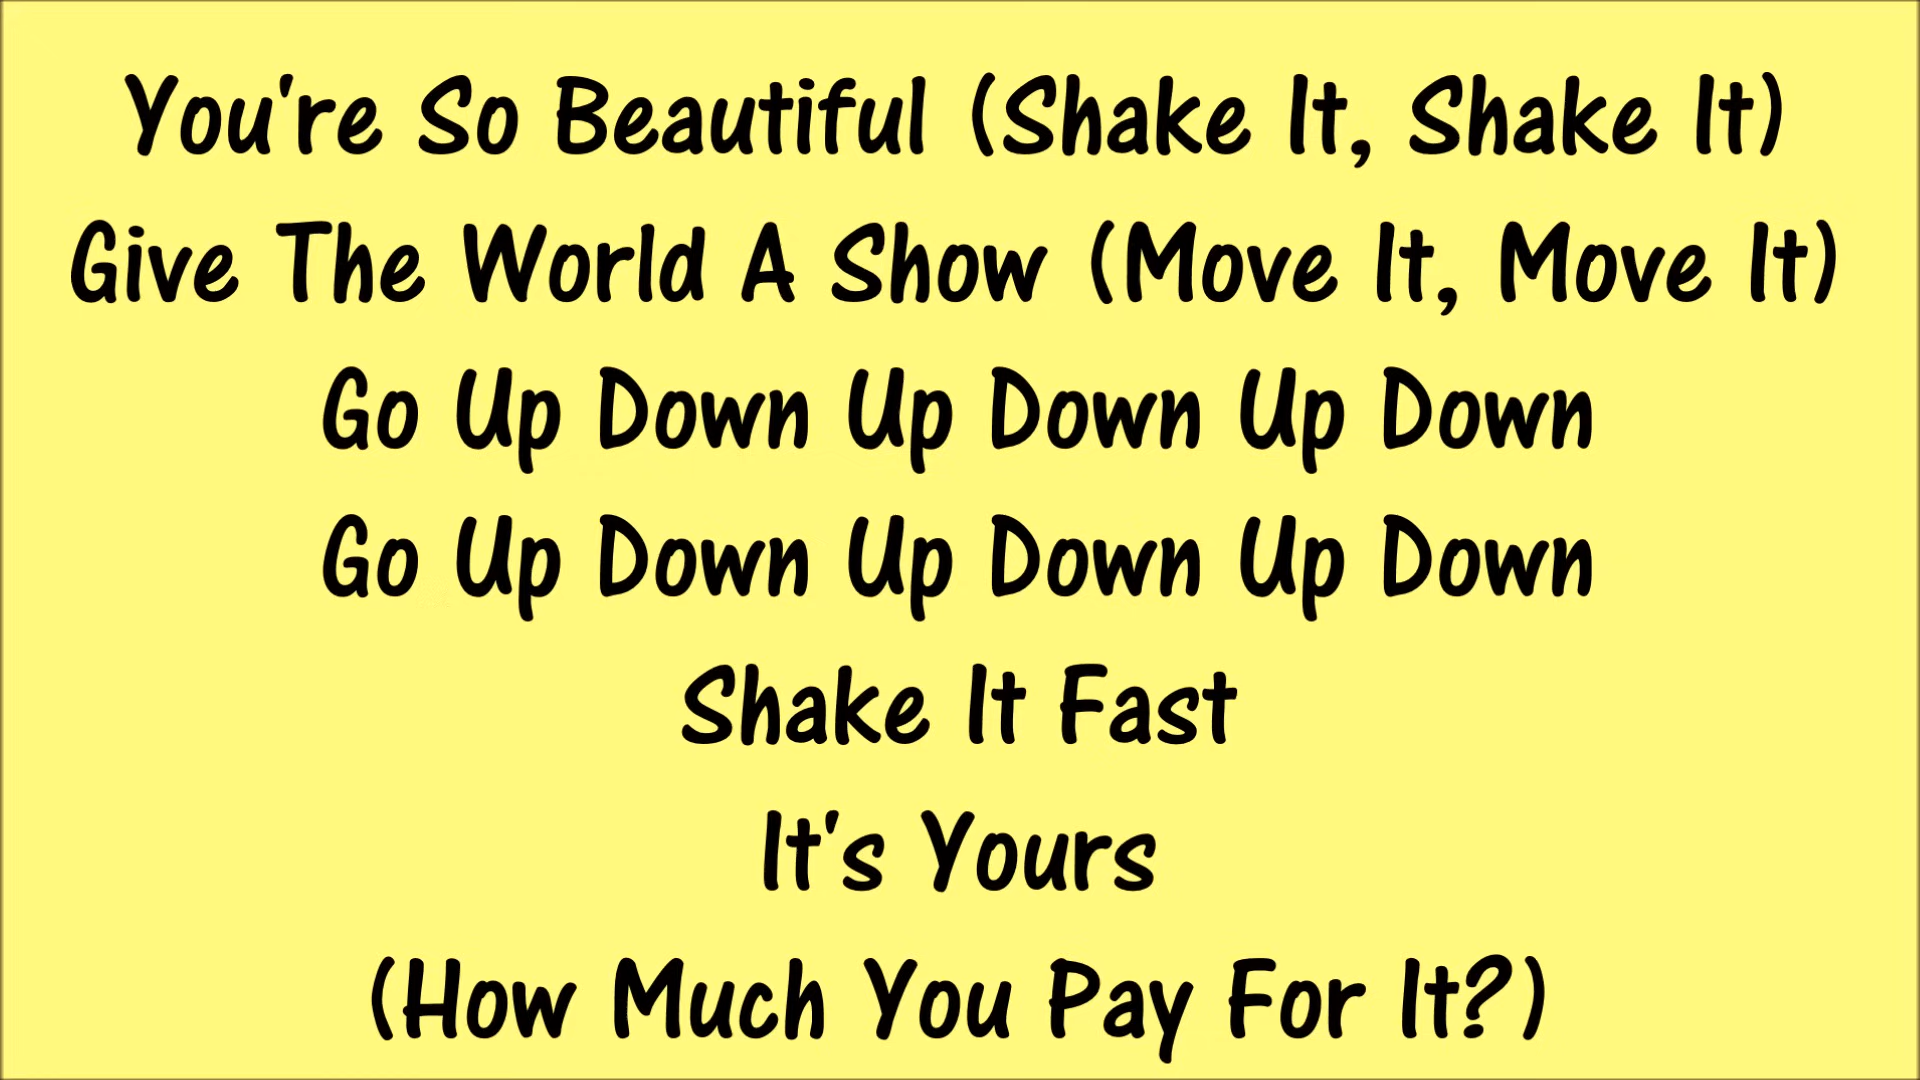 You're So Beautiful (Shake It, Shake It)
Give The World A Show (Move It, Move It)
Go Up Down Up Down Up Down
Go Up Down Up Down Up Down
Shake It Fast
It's Yours
(How Much You Pay For It?)